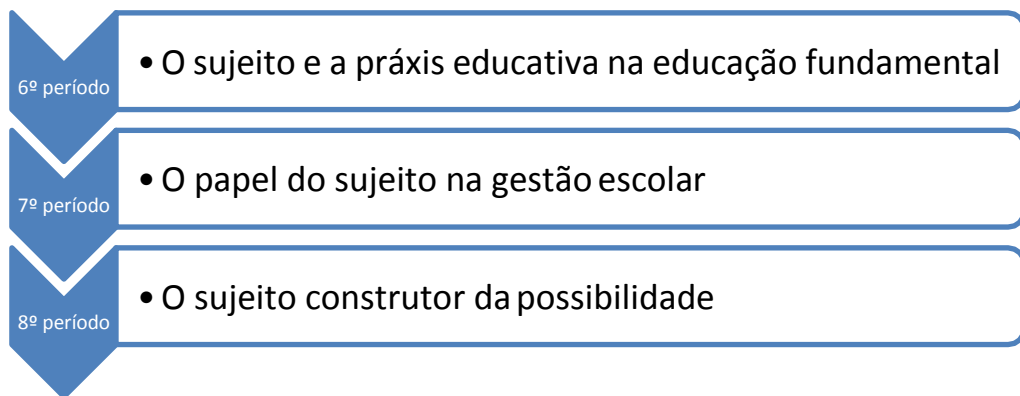 6º período
• O sujeito e a práxis educativa na educação fundamental
7º período
• O papel do sujeito na gestão escolar
8º período
• O sujeito construtor da possibilidade